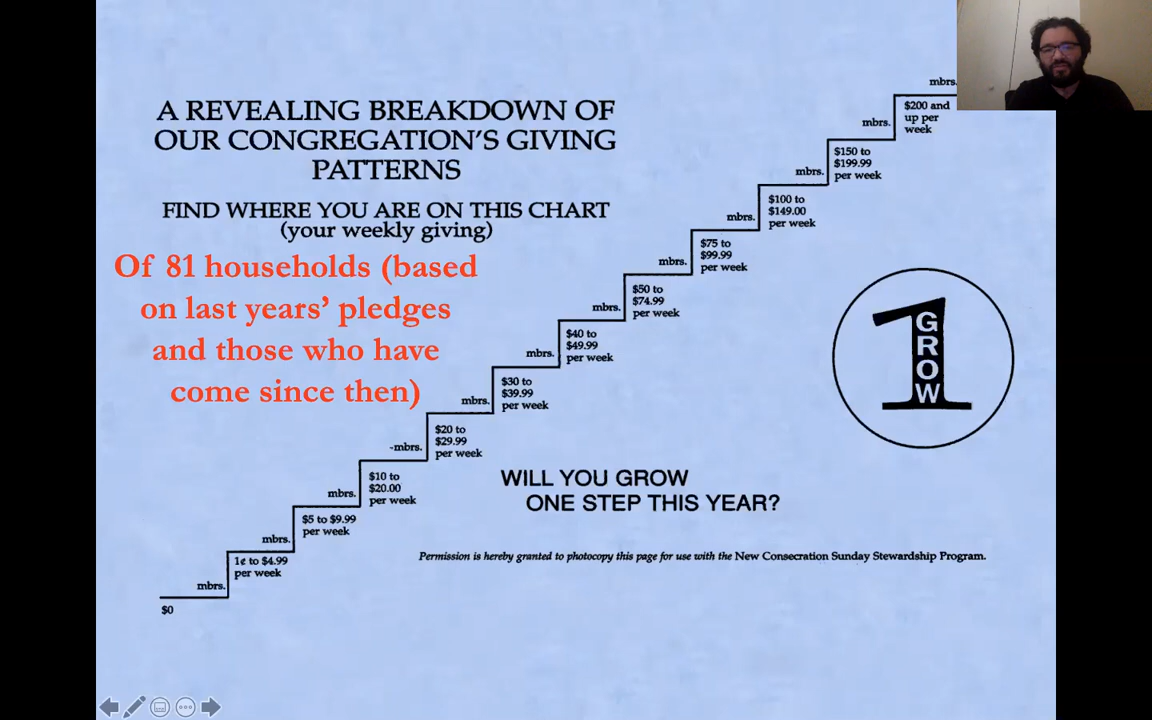 A REVEALING BREAKDOWN OF
OUR CONGREGATION'S GIVING
PATTERNS
FIND WHERE YOU ARE ON THIS CHART
(your weekly giving)
Of 81 households (based
on last years’ pledges
and those who have
come since then)
mbrs.
$200 and
up per
week
mbrs.
$150 to
$199.99
per week
mbrs.
$100 to
$149.00
per week
mbrs.
$75 to
$99.99
per week
mbrs.
$50 to
$74.99
per week
mbrs.
$40 to
$49.99
per week
mbrs.
$30 to
$39.99
per week
mbrs.
$20 to
$29.99
per week
-mbrs.
$10 to
$20.00
per week
mbrs.
$5 to $9.99
per week
mbrs.
1¢ to $4.99
per week
mbrs.
$0
1
GROW
WILL YOU GROW
ONE STEP THIS YEAR?
Permission is hereby granted to photocopy this page for use with the New Consecration Sunday Stewardship Program.